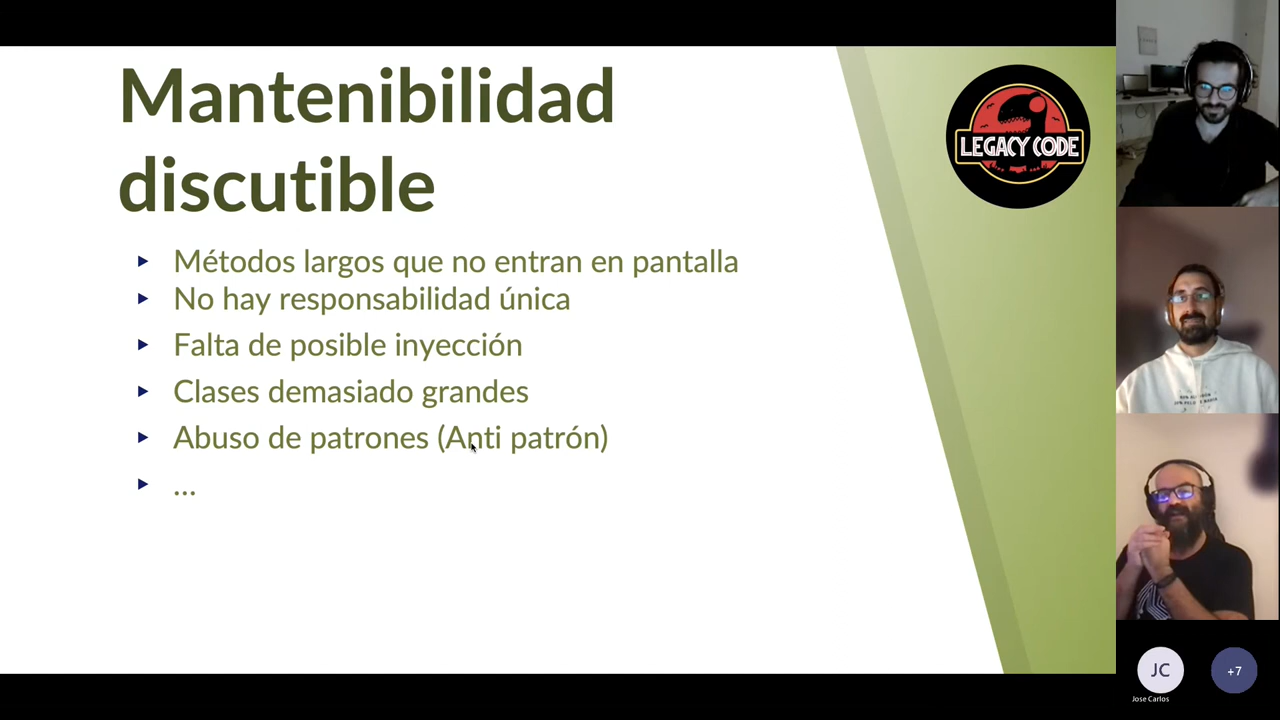 Mantenibilidad
discutible
LEGACY CODE
Métodos largos que no entran en pantalla
No hay responsabilidad única
Falta de posible inyección
Clases demasiado grandes
Abuso de patrones (Anti patrón)
...
JC
+7
Jose Carlos